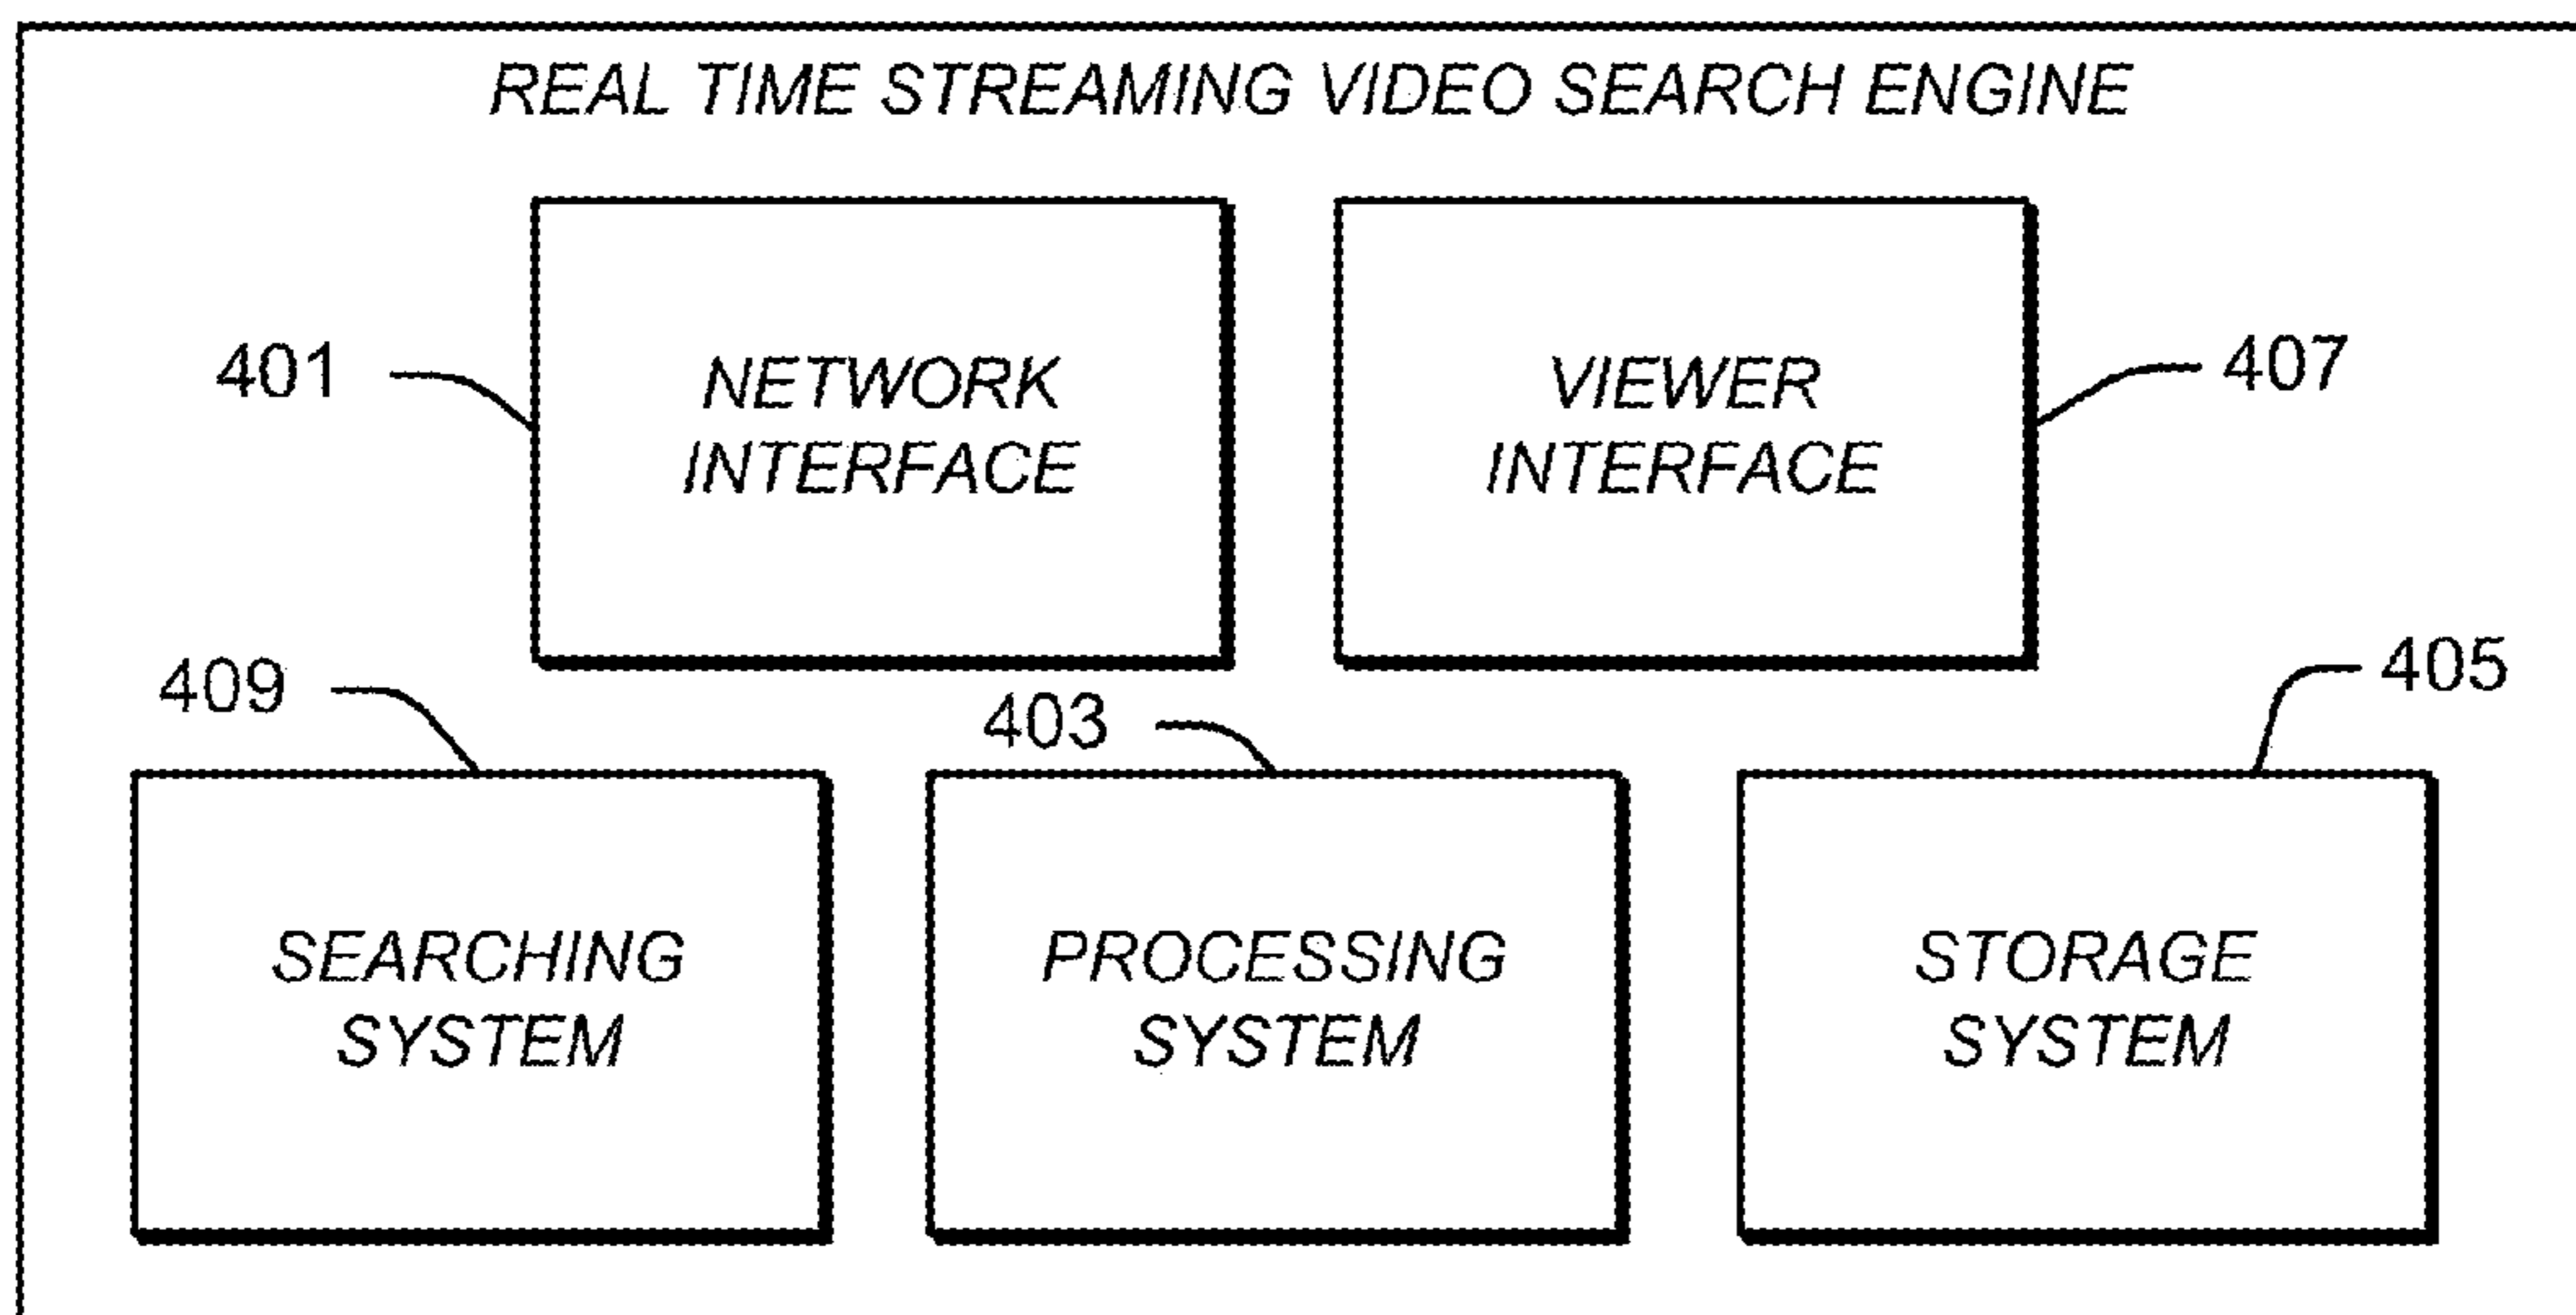 REAL TIME STREAMING VIDEO SEARCH ENGINE
401
NETWORK
INTERFACE
VIEWER
INTERFACE
407
409
403
405
SEARCHING
SYSTEM
PROCESSING
SYSTEM
STORAGE
SYSTEM